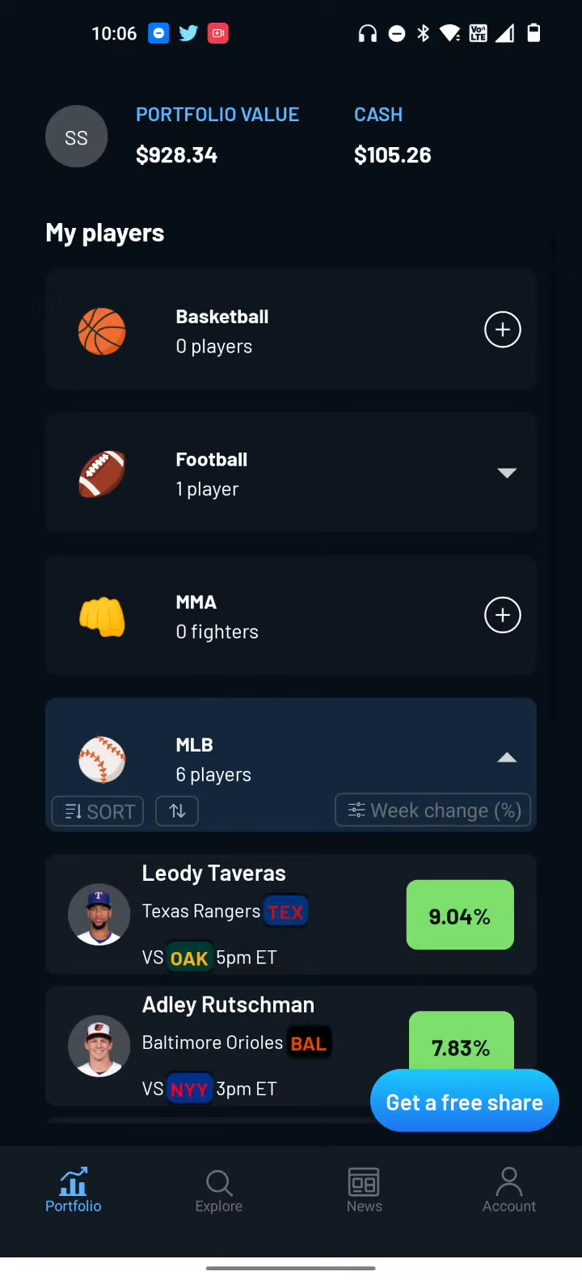 10:06
Vo))
LTE
SS
PORTFOLIO VALUE
$928.34
CASH
$105.26
My players
Basketball
0 players
Football
1 player
MMA
0 fighters
MLB
6 players
SORT
Week change (%)
Leody Taveras
Texas Rangers TEX
VS OAK 5pm ET
9.04%
Adley Rutschman
Baltimore Orioles BAL
VS NYY 3pm ET
7.83%
Get a free share
Portfolio
Explore
News
Account